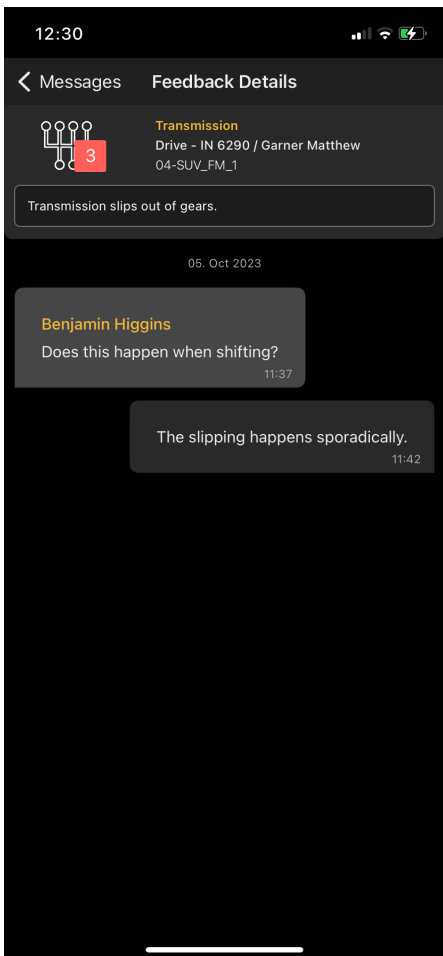 12:30
Messages
Feedback Details
3
Transmission
Drive - IN 6290 / Garner Matthew
04-SUV_FM_1
Transmission slips out of gears.
05. Oct 2023
Benjamin Higgins
Does this happen when shifting?
11:37
The slipping happens sporadically.
11:42